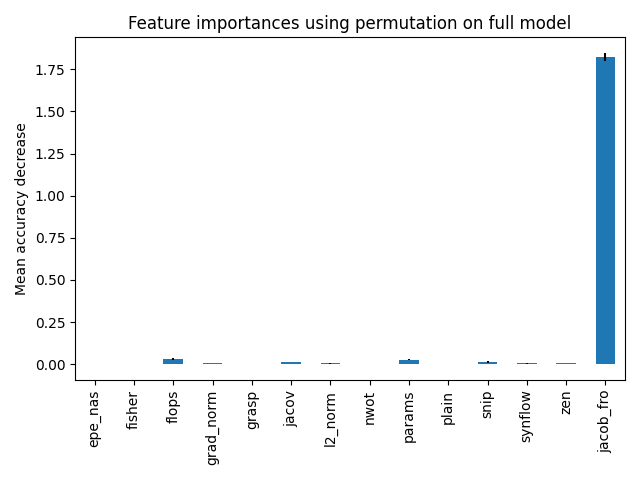 Feature importances using permutation on full model
Mean accuracy decrease
1.75
1.50
1.25
1.00
0.75
0.50
0.25
0.00
epe_nas
fisher
flops
grad_norm
grasp
jacov
l2_norm
nwot
params
plain
snip
synflow
zen
jacob_fro